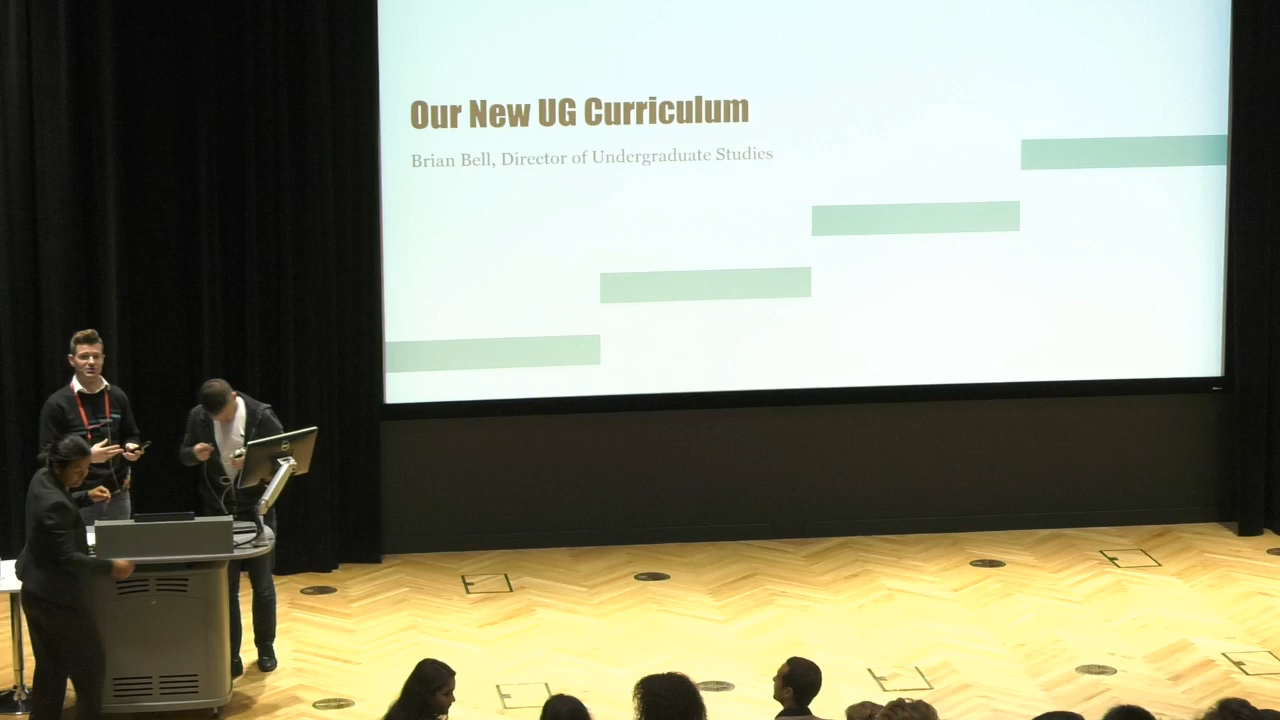 Our New UG Curriculum
Brian Bell, Director of Undergraduate Studies